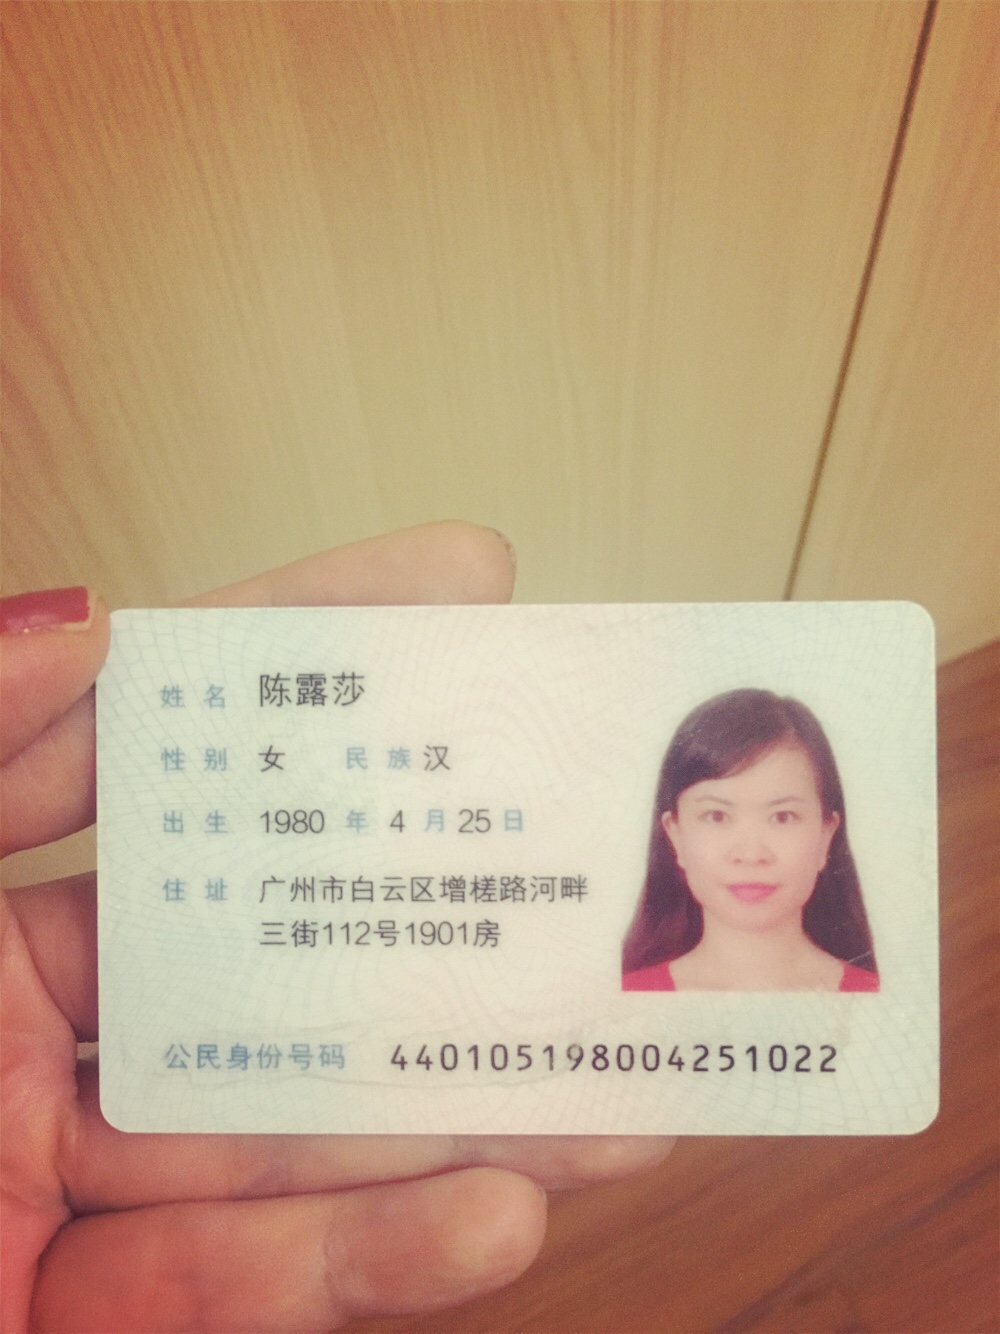 姓名 陈露莎
性别 女 民族 汉
出生 1980 年 4 月 25 日
住址 广州市白云区增槎路河畔
三街112号1901房
公民身份号码 440105198004251022